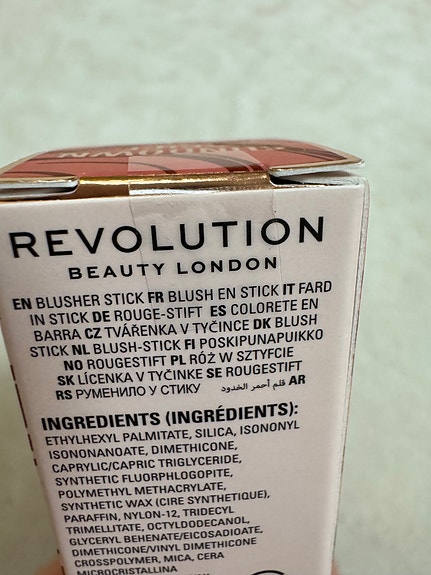 REVOLUTION
BEAUTY LONDON
EN BLUSHER STICK FR BLUSH EN STICK IT FARD
IN STICK DE ROUGE-STIFT ES COLORETE EN
BARRA CZ TVÁŘENKA V TYČINCE DK BLUSH
STICK NL BLUSH-STICK FI POSKIPUNAPUIKKO
NO ROUGESTIFT PL RÓŻ W SZTYFCIE
SK LÍCENKA V TYČINKE SE ROUGESTIFT
RS РУМЕНИЛО У СТИКУ قلم أحمر الخدود AR
INGREDIENTS (INGRÉDIENTS):
ETHYLHEXYL PALMITATE, SILICA, ISONONYL
ISONONANOATE, DIMETHICONE,
CAPRYLIC/CAPRIC TRIGLYCERIDE,
SYNTHETIC FLUORPHLOGOPITE,
POLYMETHYL METHACRYLATE,
SYNTHETIC WAX (CIRE SYNTHETIQUE),
PARAFFIN, NYLON-12, TRIDECYL
TRIMELLITATE, OCTYLDODECANOL,
GLYCERYL BEHENATE/EICOSADIOATE,
DIMETHICONE/VINYL DIMETHICONE
CROSSPOLYMER, MICA, CERA
MICROCRISTALLINA